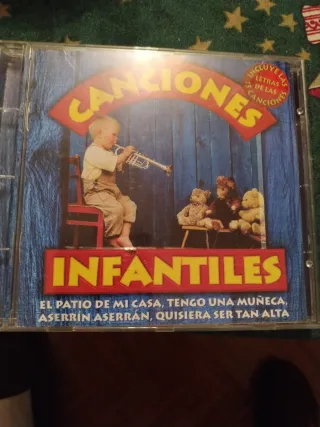 CANCIONES
INCLUYE LAS
LETRAS
DE LAS
CANCIONES
INFANTILES
EL PATIO DE MI CASA, TENGO UNA MUÑECA,
ASERRÍN ASERRÁN, QUISIERA SER TAN ALTA